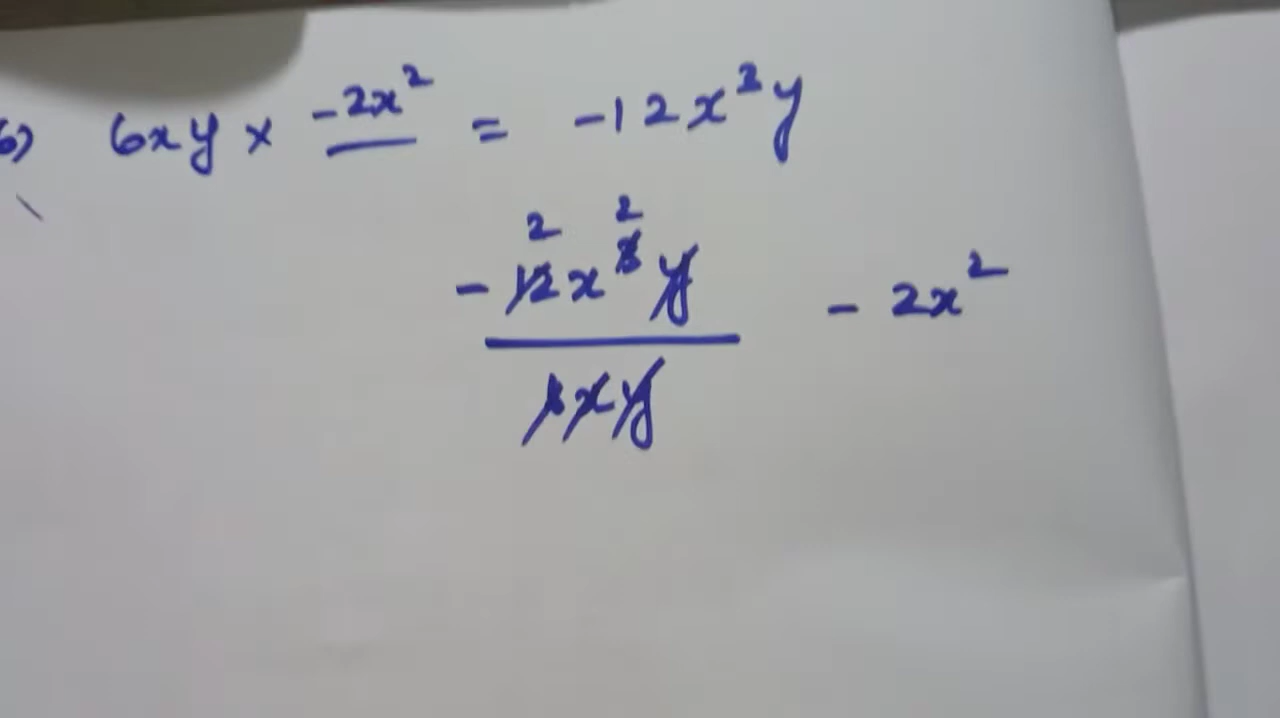 6) 6xy × -2x² = -12x³y
2 2
-12x³y - 2x²
6xy